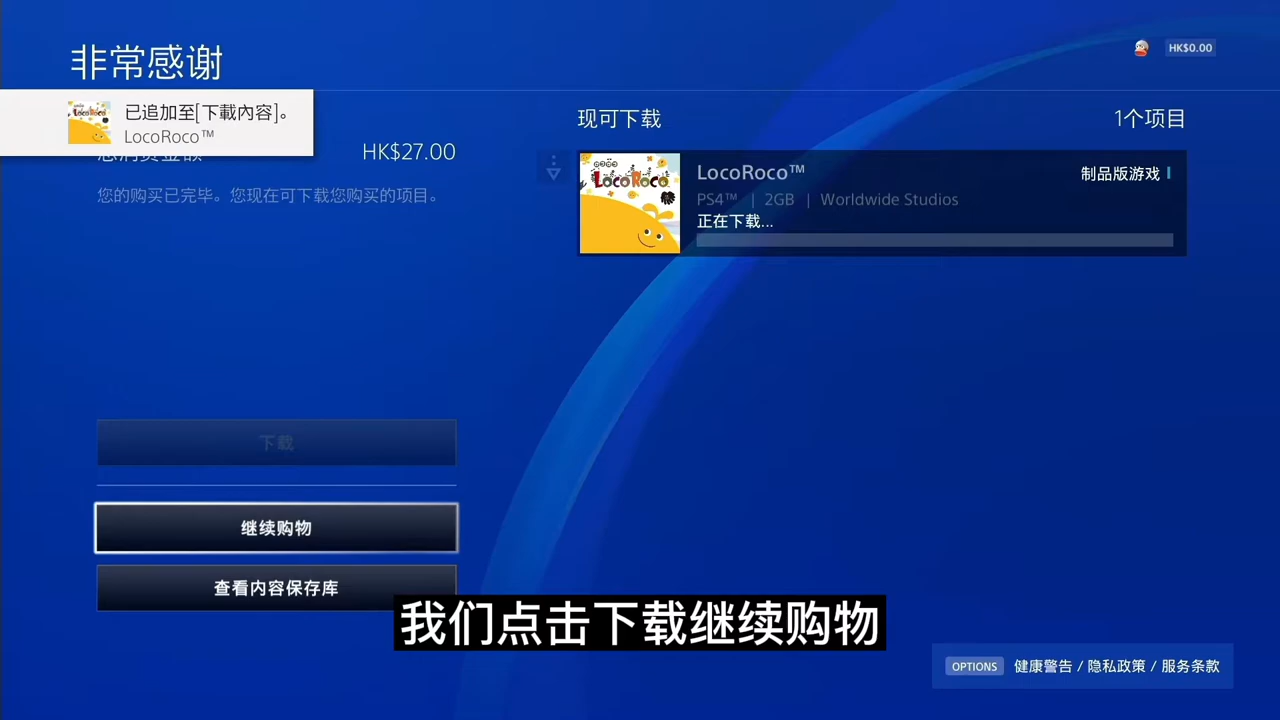 非常感谢
HK$0.00
已追加至[下載內容]。
LocoRoco™
HK$27.00
您的购买已完毕。您现在可下载您购买的项目。
现可下载
1个项目
LocoRoco
LocoRoco™
制品版游戏
PS4™ | 2GB | Worldwide Studios
正在下载...
下载
继续购物
查看内容保存库
我们点击下载继续购物
OPTIONS 健康警告 / 隐私政策 / 服务条款